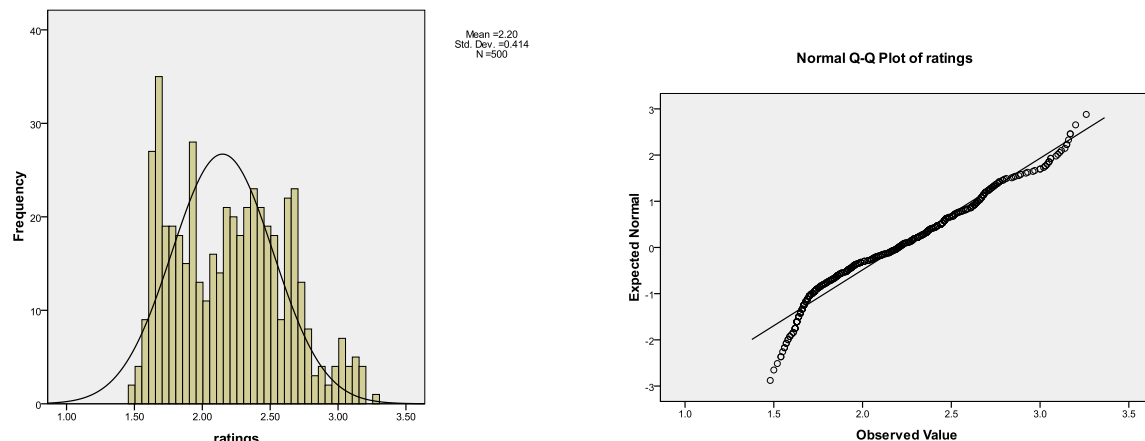 40
30
20
10
0
Frequency
1.00 1.50 2.00 2.50 3.00 3.50
ratings
Mean =2.20
Std. Dev. =0.414
N =500
Normal Q-Q Plot of ratings
3
2
1
0
-1
-2
-3
Expected Normal
1.0 1.5 2.0 2.5 3.0 3.5
Observed Value